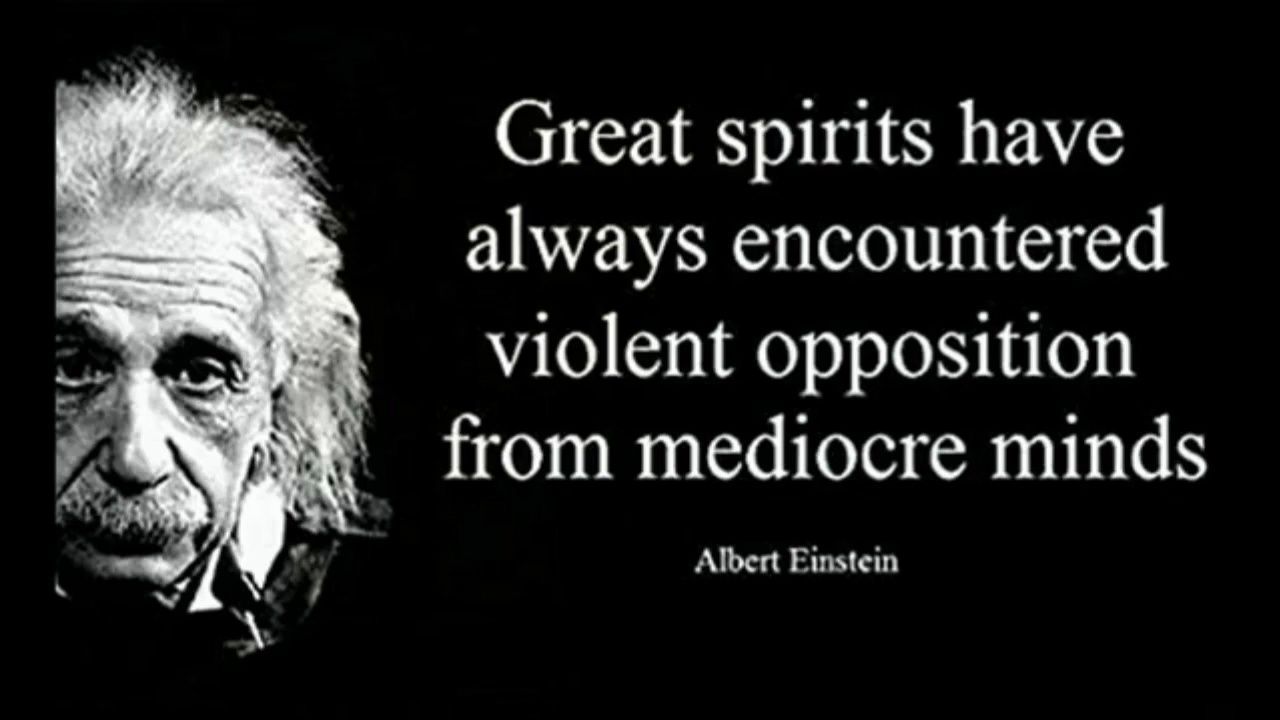 Great spirits have
always encountered
violent opposition
from mediocre minds
Albert Einstein